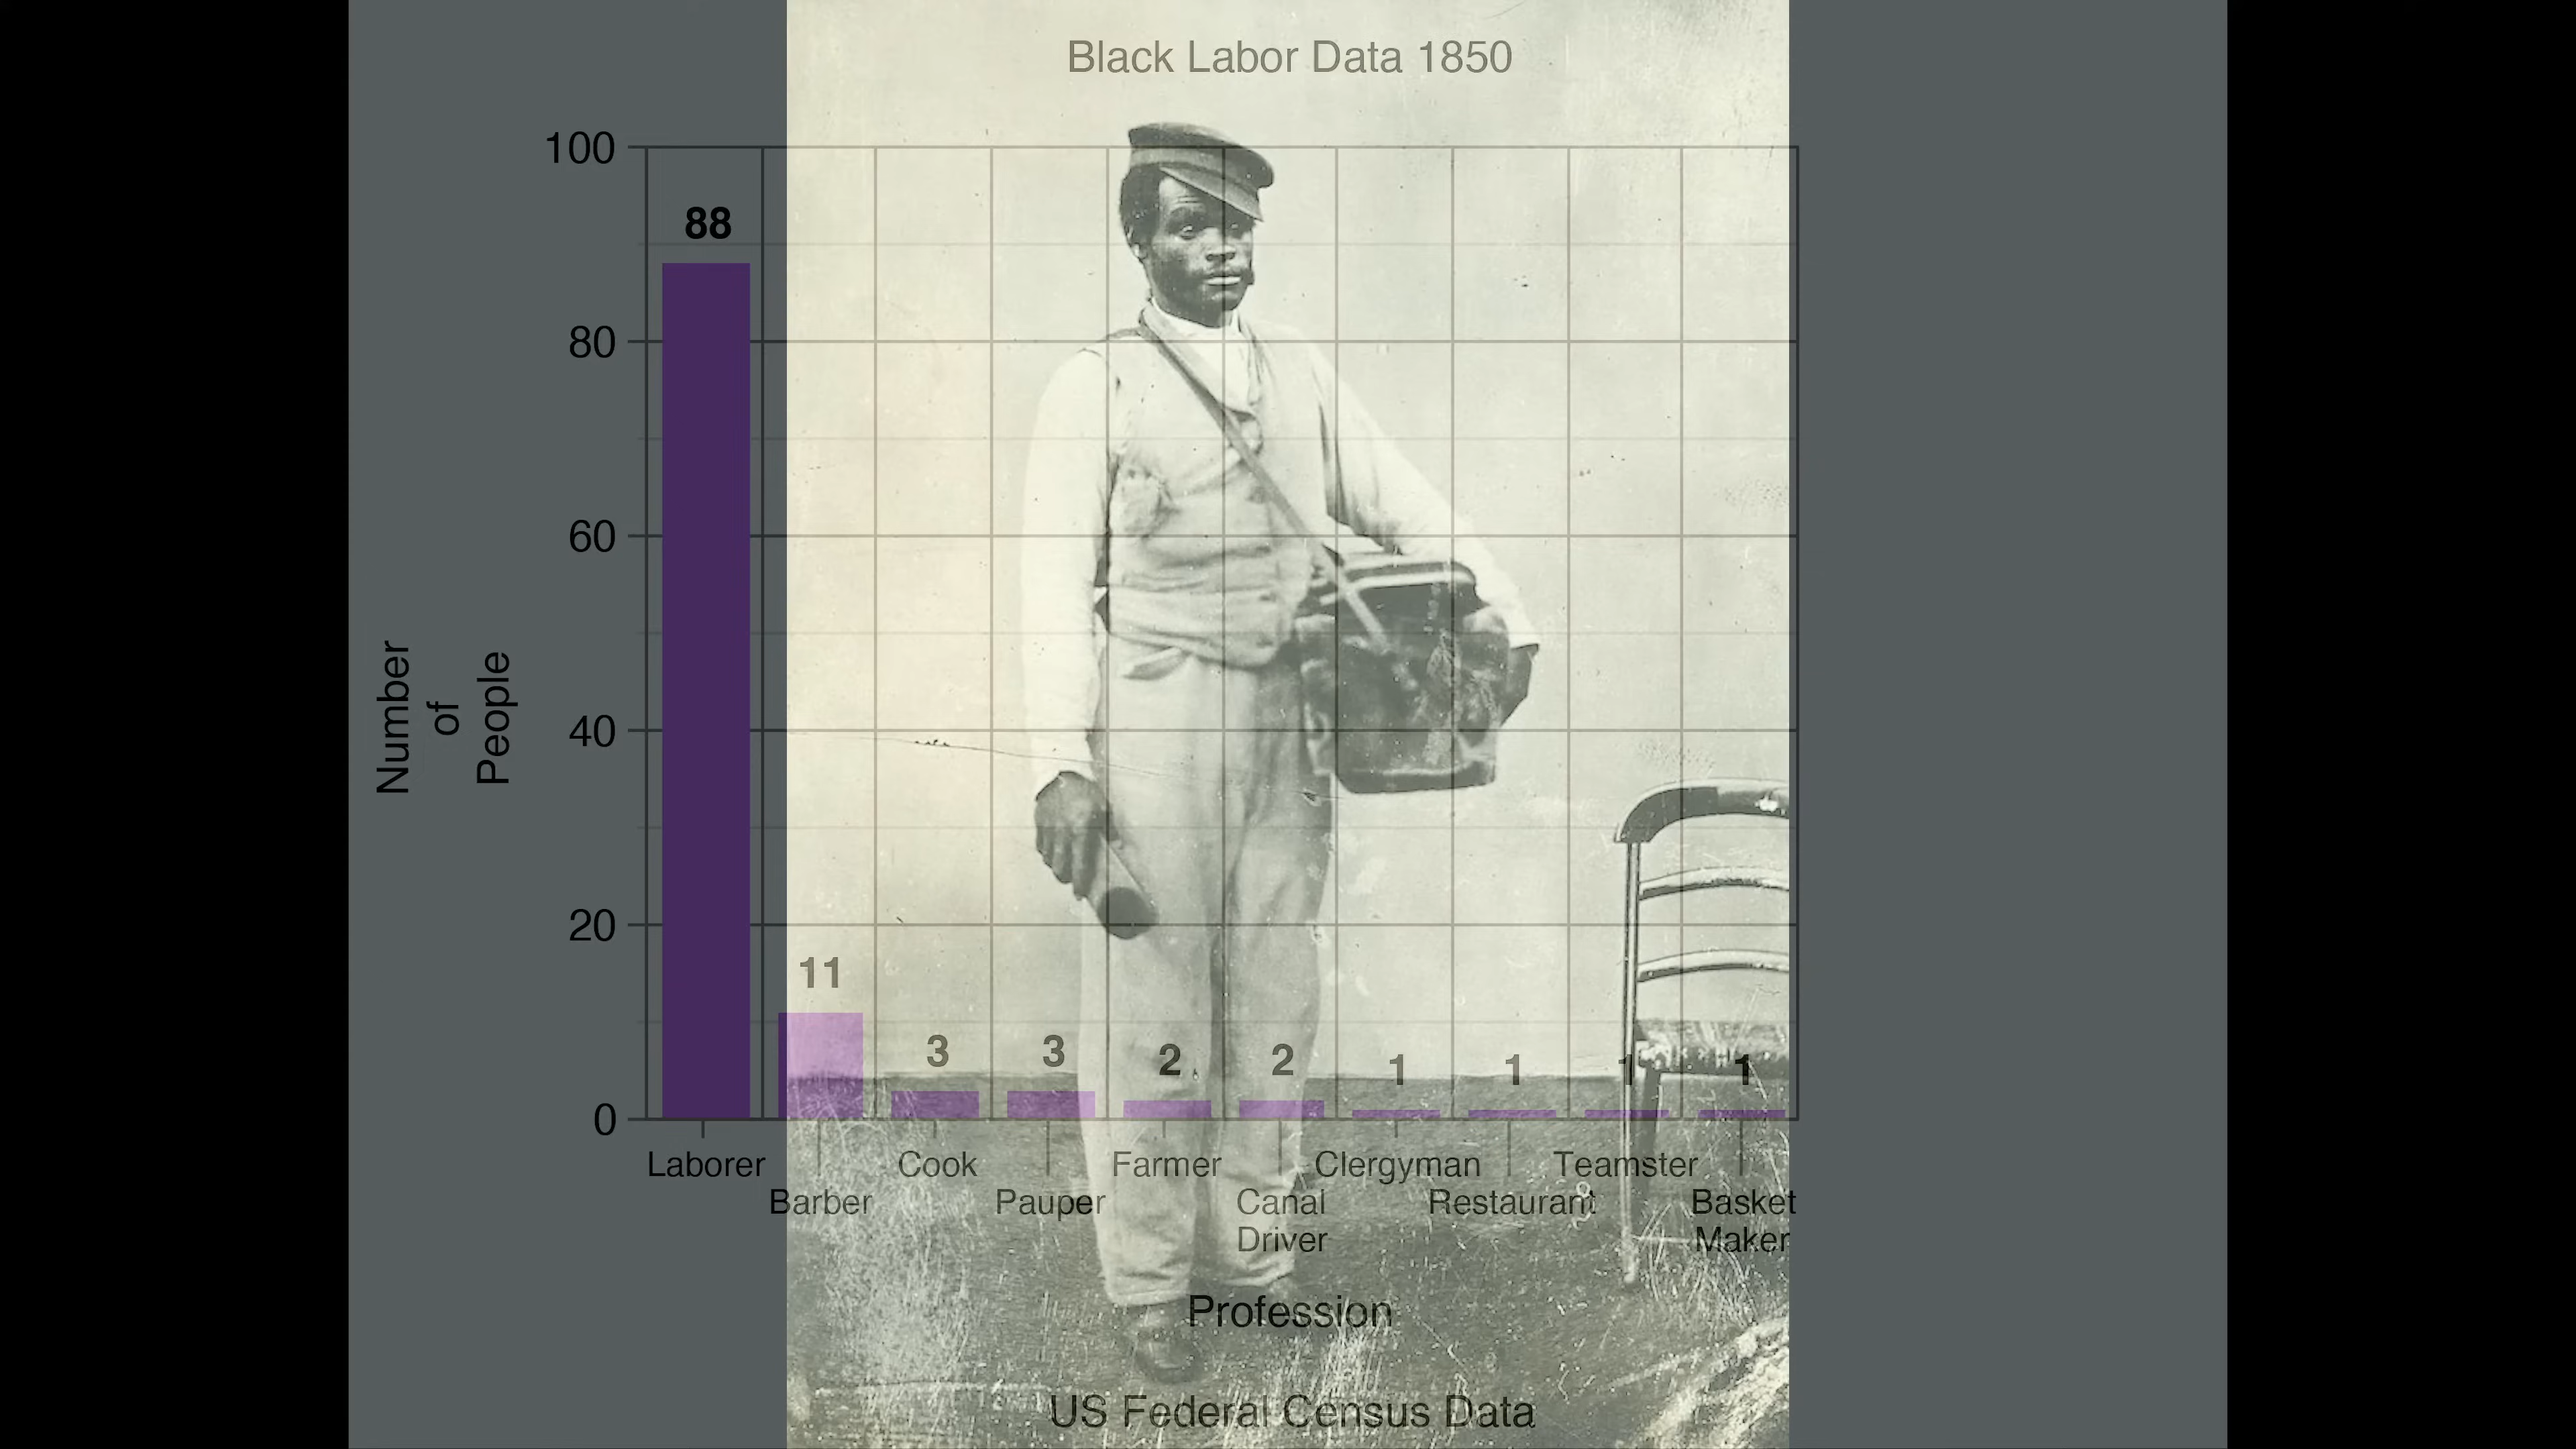 Black Labor Data 1850
100
80
60
40
20
0
Number
of
People
88
11
3
3
2
2
1
1
1
1
Laborer
Barber
Cook
Pauper
Farmer
Canal
Driver
Clergyman
Restaurant
Teamster
Basket
Maker
Profession
US Federal Census Data